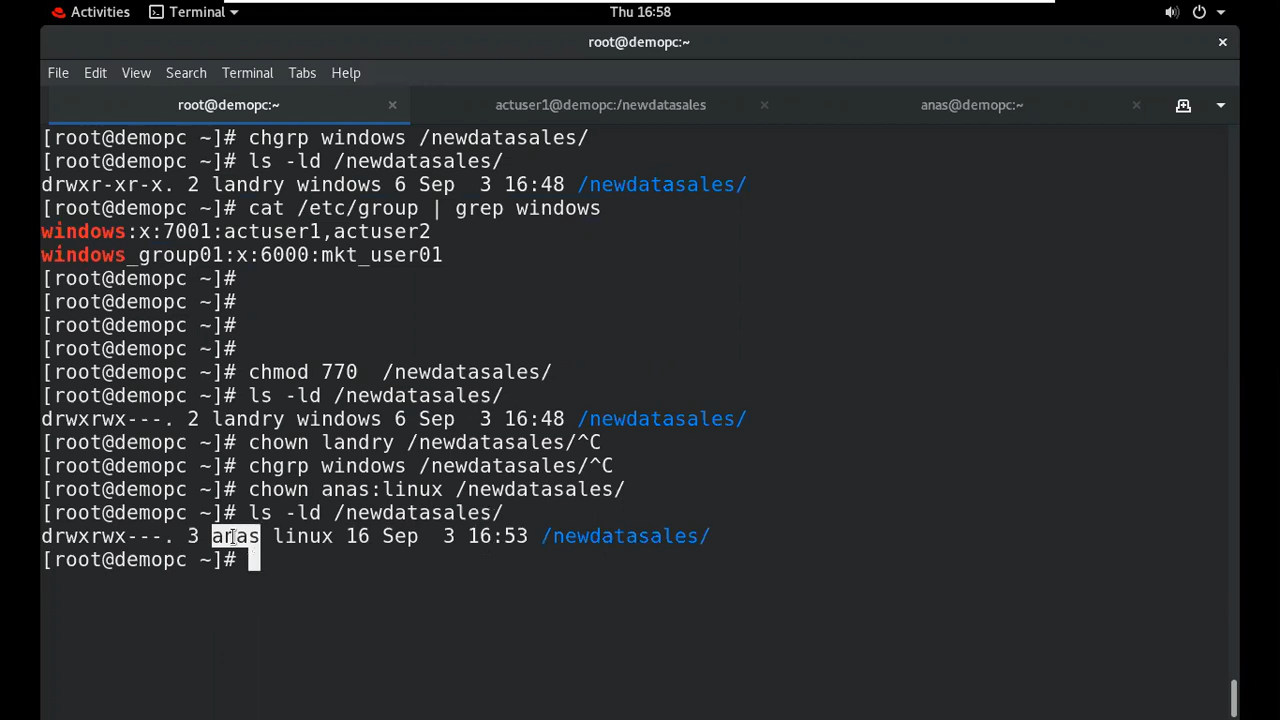 Activities Terminal Thu 16:58
root@demopc:~
File Edit View Search Terminal Tabs Help
root@demopc:~ actuser1@demopc:/newdatasales anas@demopc:~
[root@demopc ~]# chgrp windows /newdatasales/
[root@demopc ~]# ls -ld /newdatasales/
drwxr-xr-x. 2 landry windows 6 Sep  3 16:48 /newdatasales/
[root@demopc ~]# cat /etc/group | grep windows
windows:x:7001:actuser1,actuser2
windows_group01:x:6000:mkt_user01
[root@demopc ~]#
[root@demopc ~]#
[root@demopc ~]#
[root@demopc ~]#
[root@demopc ~]# chmod 770  /newdatasales/
[root@demopc ~]# ls -ld /newdatasales/
drwxrwx---. 2 landry windows 6 Sep  3 16:48 /newdatasales/
[root@demopc ~]# chown landry /newdatasales/^C
[root@demopc ~]# chgrp windows /newdatasales/^C
[root@demopc ~]# chown anas:linux /newdatasales/
[root@demopc ~]# ls -ld /newdatasales/
drwxrwx---. 3 anas linux 16 Sep  3 16:53 /newdatasales/
[root@demopc ~]#